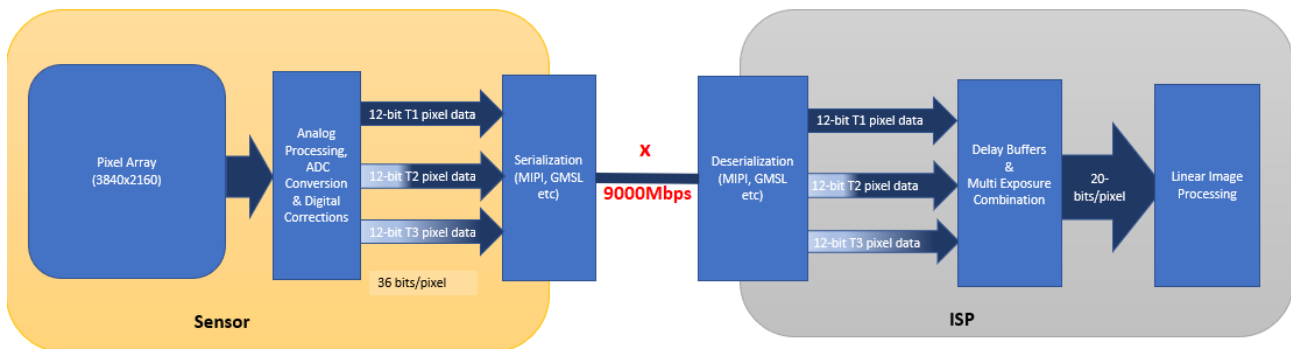 Pixel Array
(3840x2160)
Analog
Processing,
ADC
Conversion
& Digital
Corrections
12-bit T1 pixel data
12-bit T2 pixel data
12-bit T3 pixel data
36 bits/pixel
Serialization
(MIPI, GMSL
etc)
Sensor
x
9000Mbps
Deserialization
(MIPI, GMSL
etc)
12-bit T1 pixel data
12-bit T2 pixel data
12-bit T3 pixel data
Delay Buffers
&
Multi Exposure
Combination
20-
bits/pixel
Linear Image
Processing
ISP